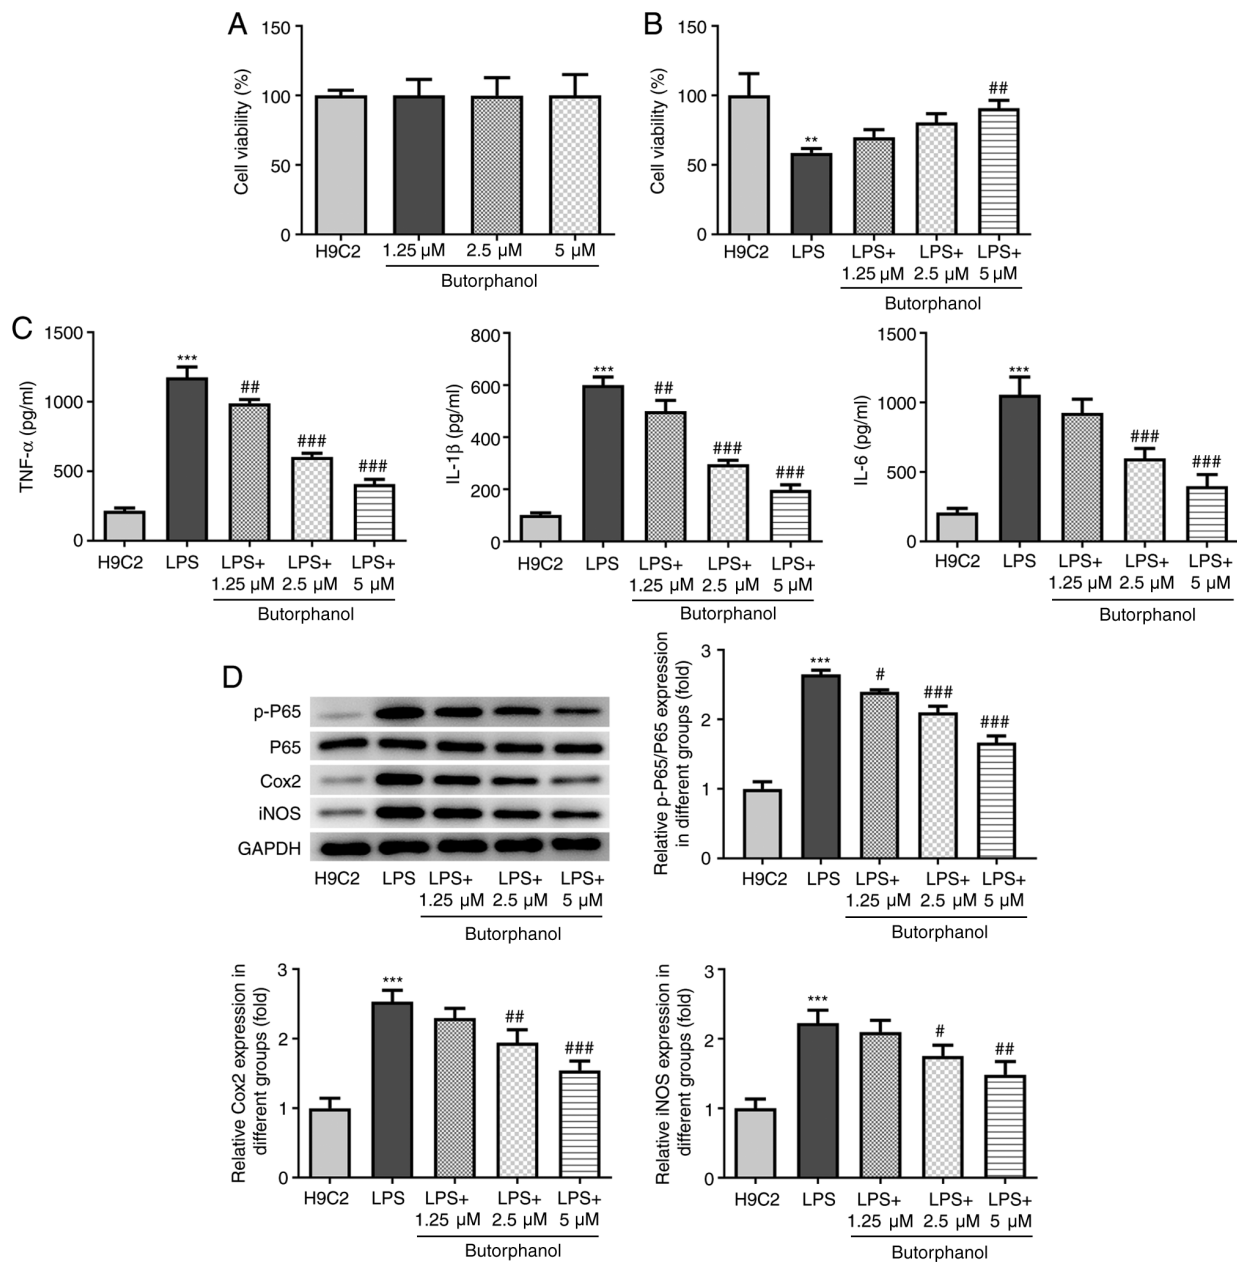 A
Cell viability (%)
150
100
50
0
H9C2
1.25 µM
2.5 µM
5 µM
Butorphanol
B
Cell viability (%)
150
100
50
0
**
##
H9C2
LPS
LPS+ 
1.25 µM
LPS+
2.5 µM
LPS+
5 µM
Butorphanol
C
TNF-α (pg/ml)
1500
1000
500
0
***
##
###
###
H9C2
LPS
LPS+
1.25 µM
LPS+
2.5 µM
LPS+
5 µM
Butorphanol
IL-1β (pg/ml)
800
600
400
200
0
***
##
###
###
H9C2
LPS
LPS+
1.25 µM
LPS+
2.5 µM
LPS+
5 µM
Butorphanol
IL-6 (pg/ml)
1500
1000
500
0
***
###
###
H9C2
LPS
LPS+
1.25 µM
LPS+
2.5 µM
LPS+
5 µM
Butorphanol
D
p-P65
P65
Cox2
iNOS
GAPDH
H9C2
LPS
LPS+
1.25 µM
LPS+
2.5 µM
LPS+
5 µM
Butorphanol
Relative p-P65/P65 expression
in different groups (fold)
3
2
1
0
***
#
###
###
H9C2
LPS
LPS+
1.25 µM
LPS+
2.5 µM
LPS+
5 µM
Butorphanol
Relative Cox2 expression in
different groups (fold)
3
2
1
0
***
##
###
H9C2
LPS
LPS+
1.25 µM
LPS+
2.5 µM
LPS+
5 µM
Butorphanol
Relative iNOS expression in
different groups (fold)
3
2
1
0
***
#
##
H9C2
LPS
LPS+
1.25 µM
LPS+
2.5 µM
LPS+
5 µM
Butorphanol